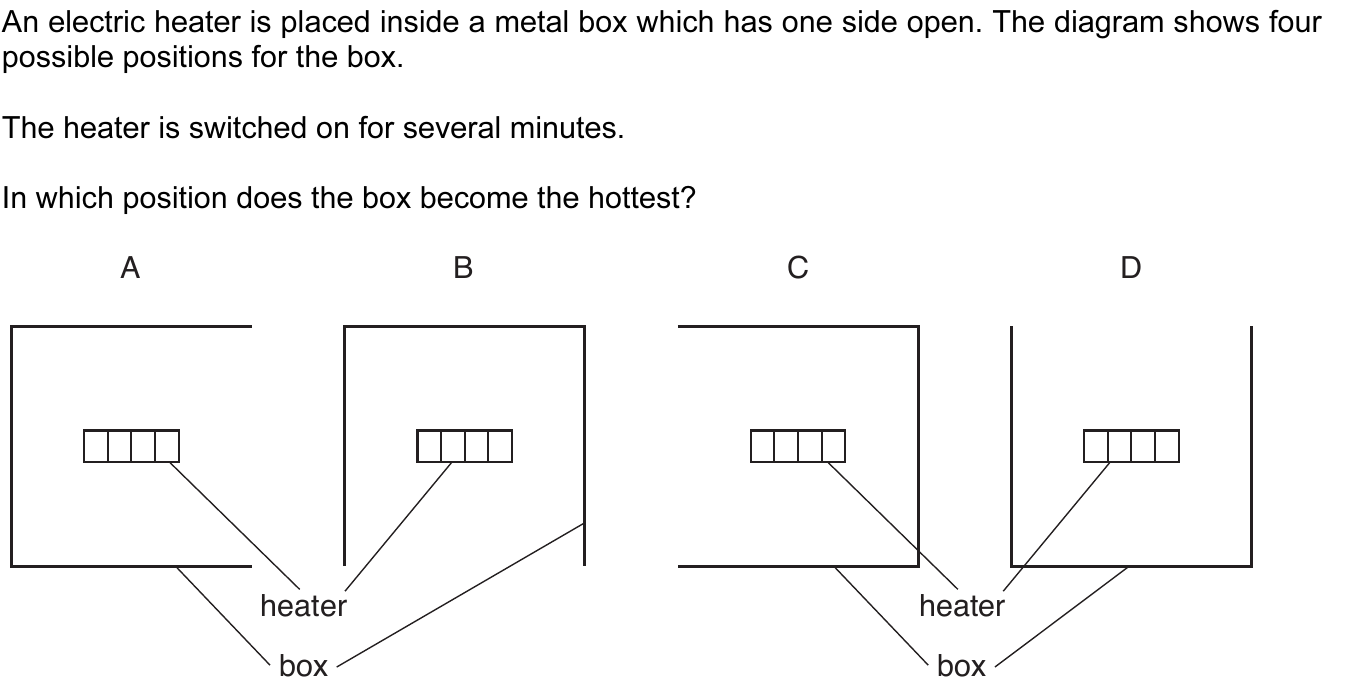 An electric heater is placed inside a metal box which has one side open. The diagram shows four
possible positions for the box.
The heater is switched on for several minutes.
In which position does the box become the hottest?
A B C D
heater heater
box box